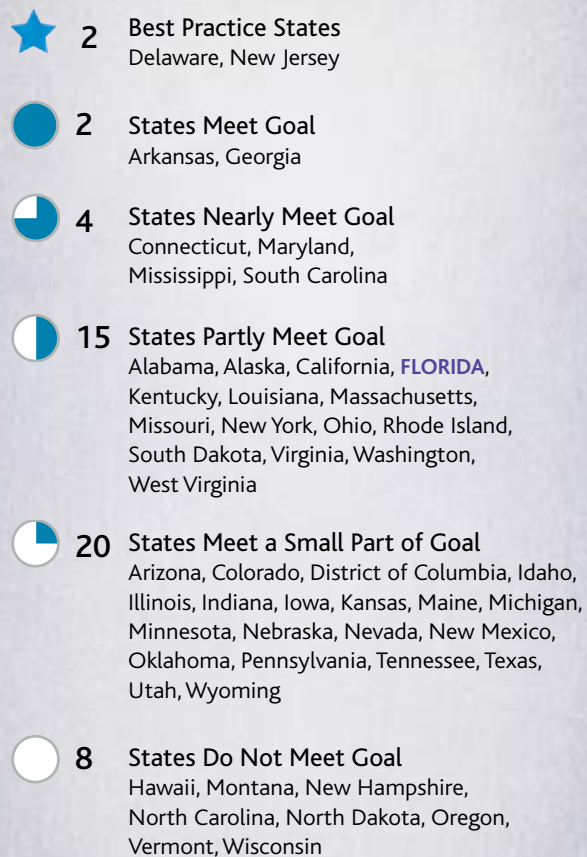 2 Best Practice States
Delaware, New Jersey
2 States Meet Goal
Arkansas, Georgia
4 States Nearly Meet Goal
Connecticut, Maryland,
Mississippi, South Carolina
15 States Partly Meet Goal
Alabama, Alaska, California, FLORIDA,
Kentucky, Louisiana, Massachusetts,
Missouri, New York, Ohio, Rhode Island,
South Dakota, Virginia, Washington,
West Virginia
20 States Meet a Small Part of Goal
Arizona, Colorado, District of Columbia, Idaho,
Illinois, Indiana, Iowa, Kansas, Maine, Michigan,
Minnesota, Nebraska, Nevada, New Mexico,
Oklahoma, Pennsylvania, Tennessee, Texas,
Utah, Wyoming
8 States Do Not Meet Goal
Hawaii, Montana, New Hampshire,
North Carolina, North Dakota, Oregon,
Vermont, Wisconsin